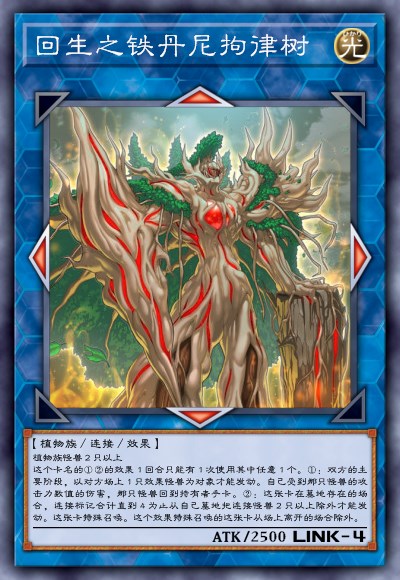 回生之铁丹尼拘律树
光
【植物族／连接／效果】
植物族怪兽２只以上
这个卡名的①②的效果１回合只能有１次使用其中任意１个。①：双方的主
要阶段，以对方场上１只效果怪兽为对象才能发动。自己受到那只怪兽的攻
击力数值的伤害，那只怪兽回到持有者手卡。②：这张卡在墓地存在的场
合，连接标记合计直到４为止从自己墓地把连接怪兽２只以上除外才能发
动。这张卡特殊召唤。这个效果特殊召唤的这张卡从场上离开的场合除外。
ATK/2500 LINK-4